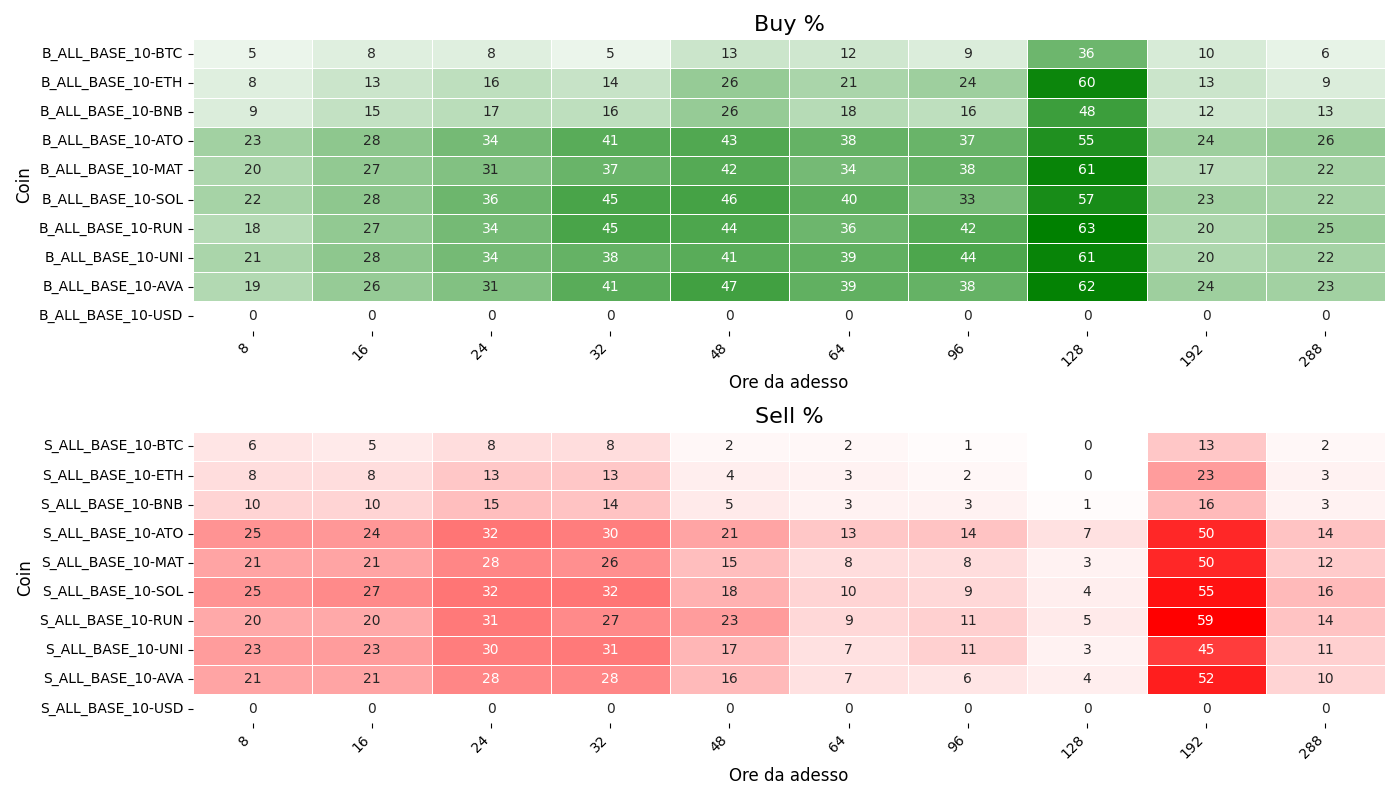 Buy %
Coin
B_ALL_BASE_10-BTC 5 8 8 5 13 12 9 36 10 6
B_ALL_BASE_10-ETH 8 13 16 14 26 21 24 60 13 9
B_ALL_BASE_10-BNB 9 15 17 16 26 18 16 48 12 13
B_ALL_BASE_10-ATO 23 28 34 41 43 38 37 55 24 26
B_ALL_BASE_10-MAT 20 27 31 37 42 34 38 61 17 22
B_ALL_BASE_10-SOL 22 28 36 45 46 40 33 57 23 22
B_ALL_BASE_10-RUN 18 27 34 45 44 36 42 63 20 25
B_ALL_BASE_10-UNI 21 28 34 38 41 39 44 61 20 22
B_ALL_BASE_10-AVA 19 26 31 41 47 39 38 62 24 23
B_ALL_BASE_10-USD 0 0 0 0 0 0 0 0 0 0
8 16 24 32 48 64 96 128 192 288
Ore da adesso
Sell %
Coin
S_ALL_BASE_10-BTC 6 5 8 8 2 2 1 0 13 2
S_ALL_BASE_10-ETH 8 8 13 13 4 3 2 0 23 3
S_ALL_BASE_10-BNB 10 10 15 14 5 3 3 1 16 3
S_ALL_BASE_10-ATO 25 24 32 30 21 13 14 7 50 14
S_ALL_BASE_10-MAT 21 21 28 26 15 8 8 3 50 12
S_ALL_BASE_10-SOL 25 27 32 32 18 10 9 4 55 16
S_ALL_BASE_10-RUN 20 20 31 27 23 9 11 5 59 14
S_ALL_BASE_10-UNI 23 23 30 31 17 7 11 3 45 11
S_ALL_BASE_10-AVA 21 21 28 28 16 7 6 4 52 10
S_ALL_BASE_10-USD 0 0 0 0 0 0 0 0 0 0
8 16 24 32 48 64 96 128 192 288
Ore da adesso